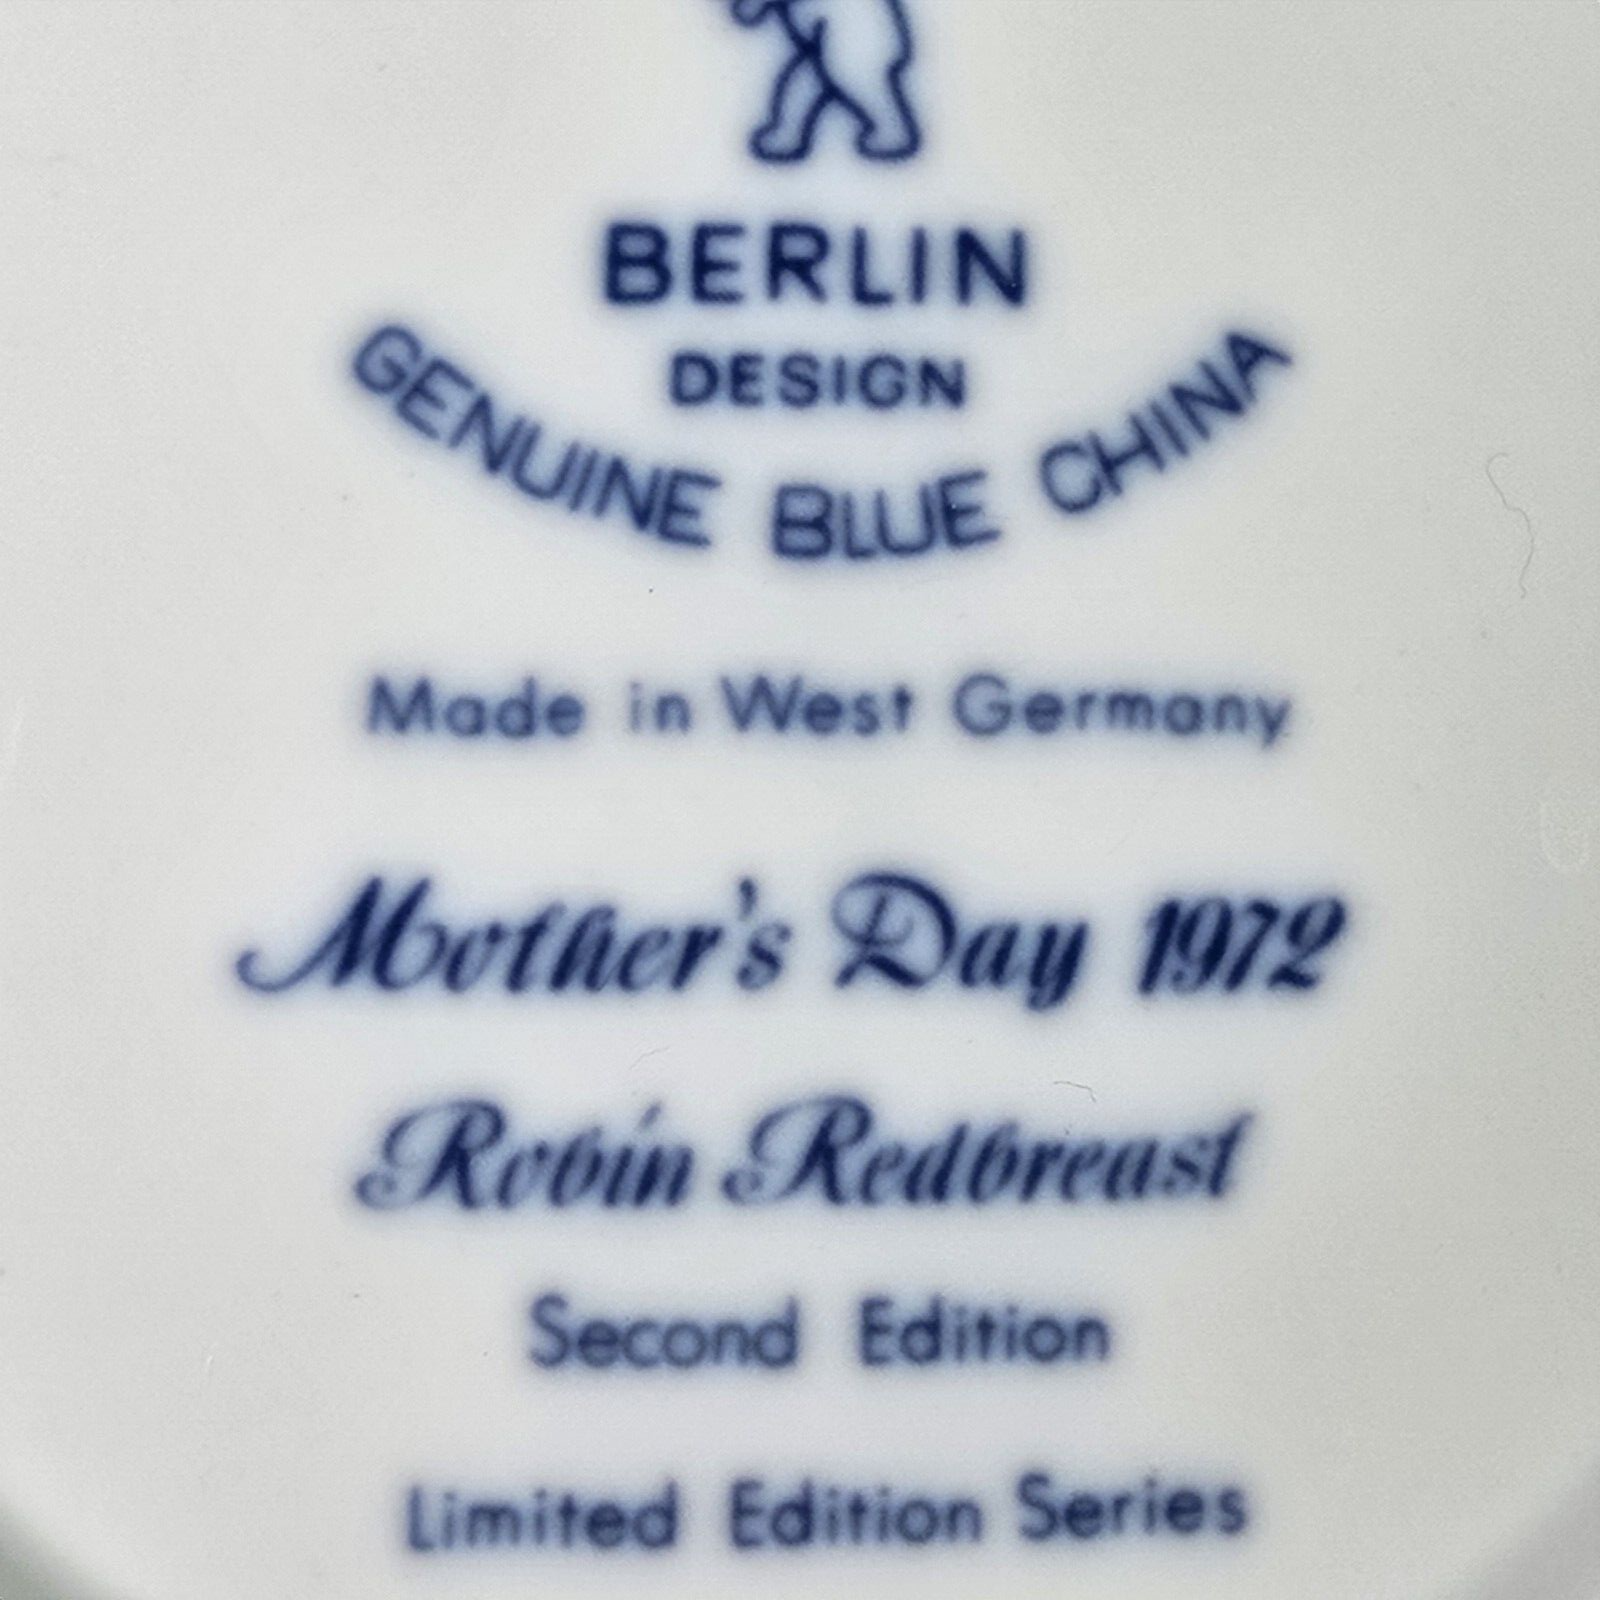 BERLIN
DESIGN
GENUINE BLUE CHINA
Made in West Germany
Mother's Day 1972
Robin Redbreast
Second Edition
Limited Edition Series